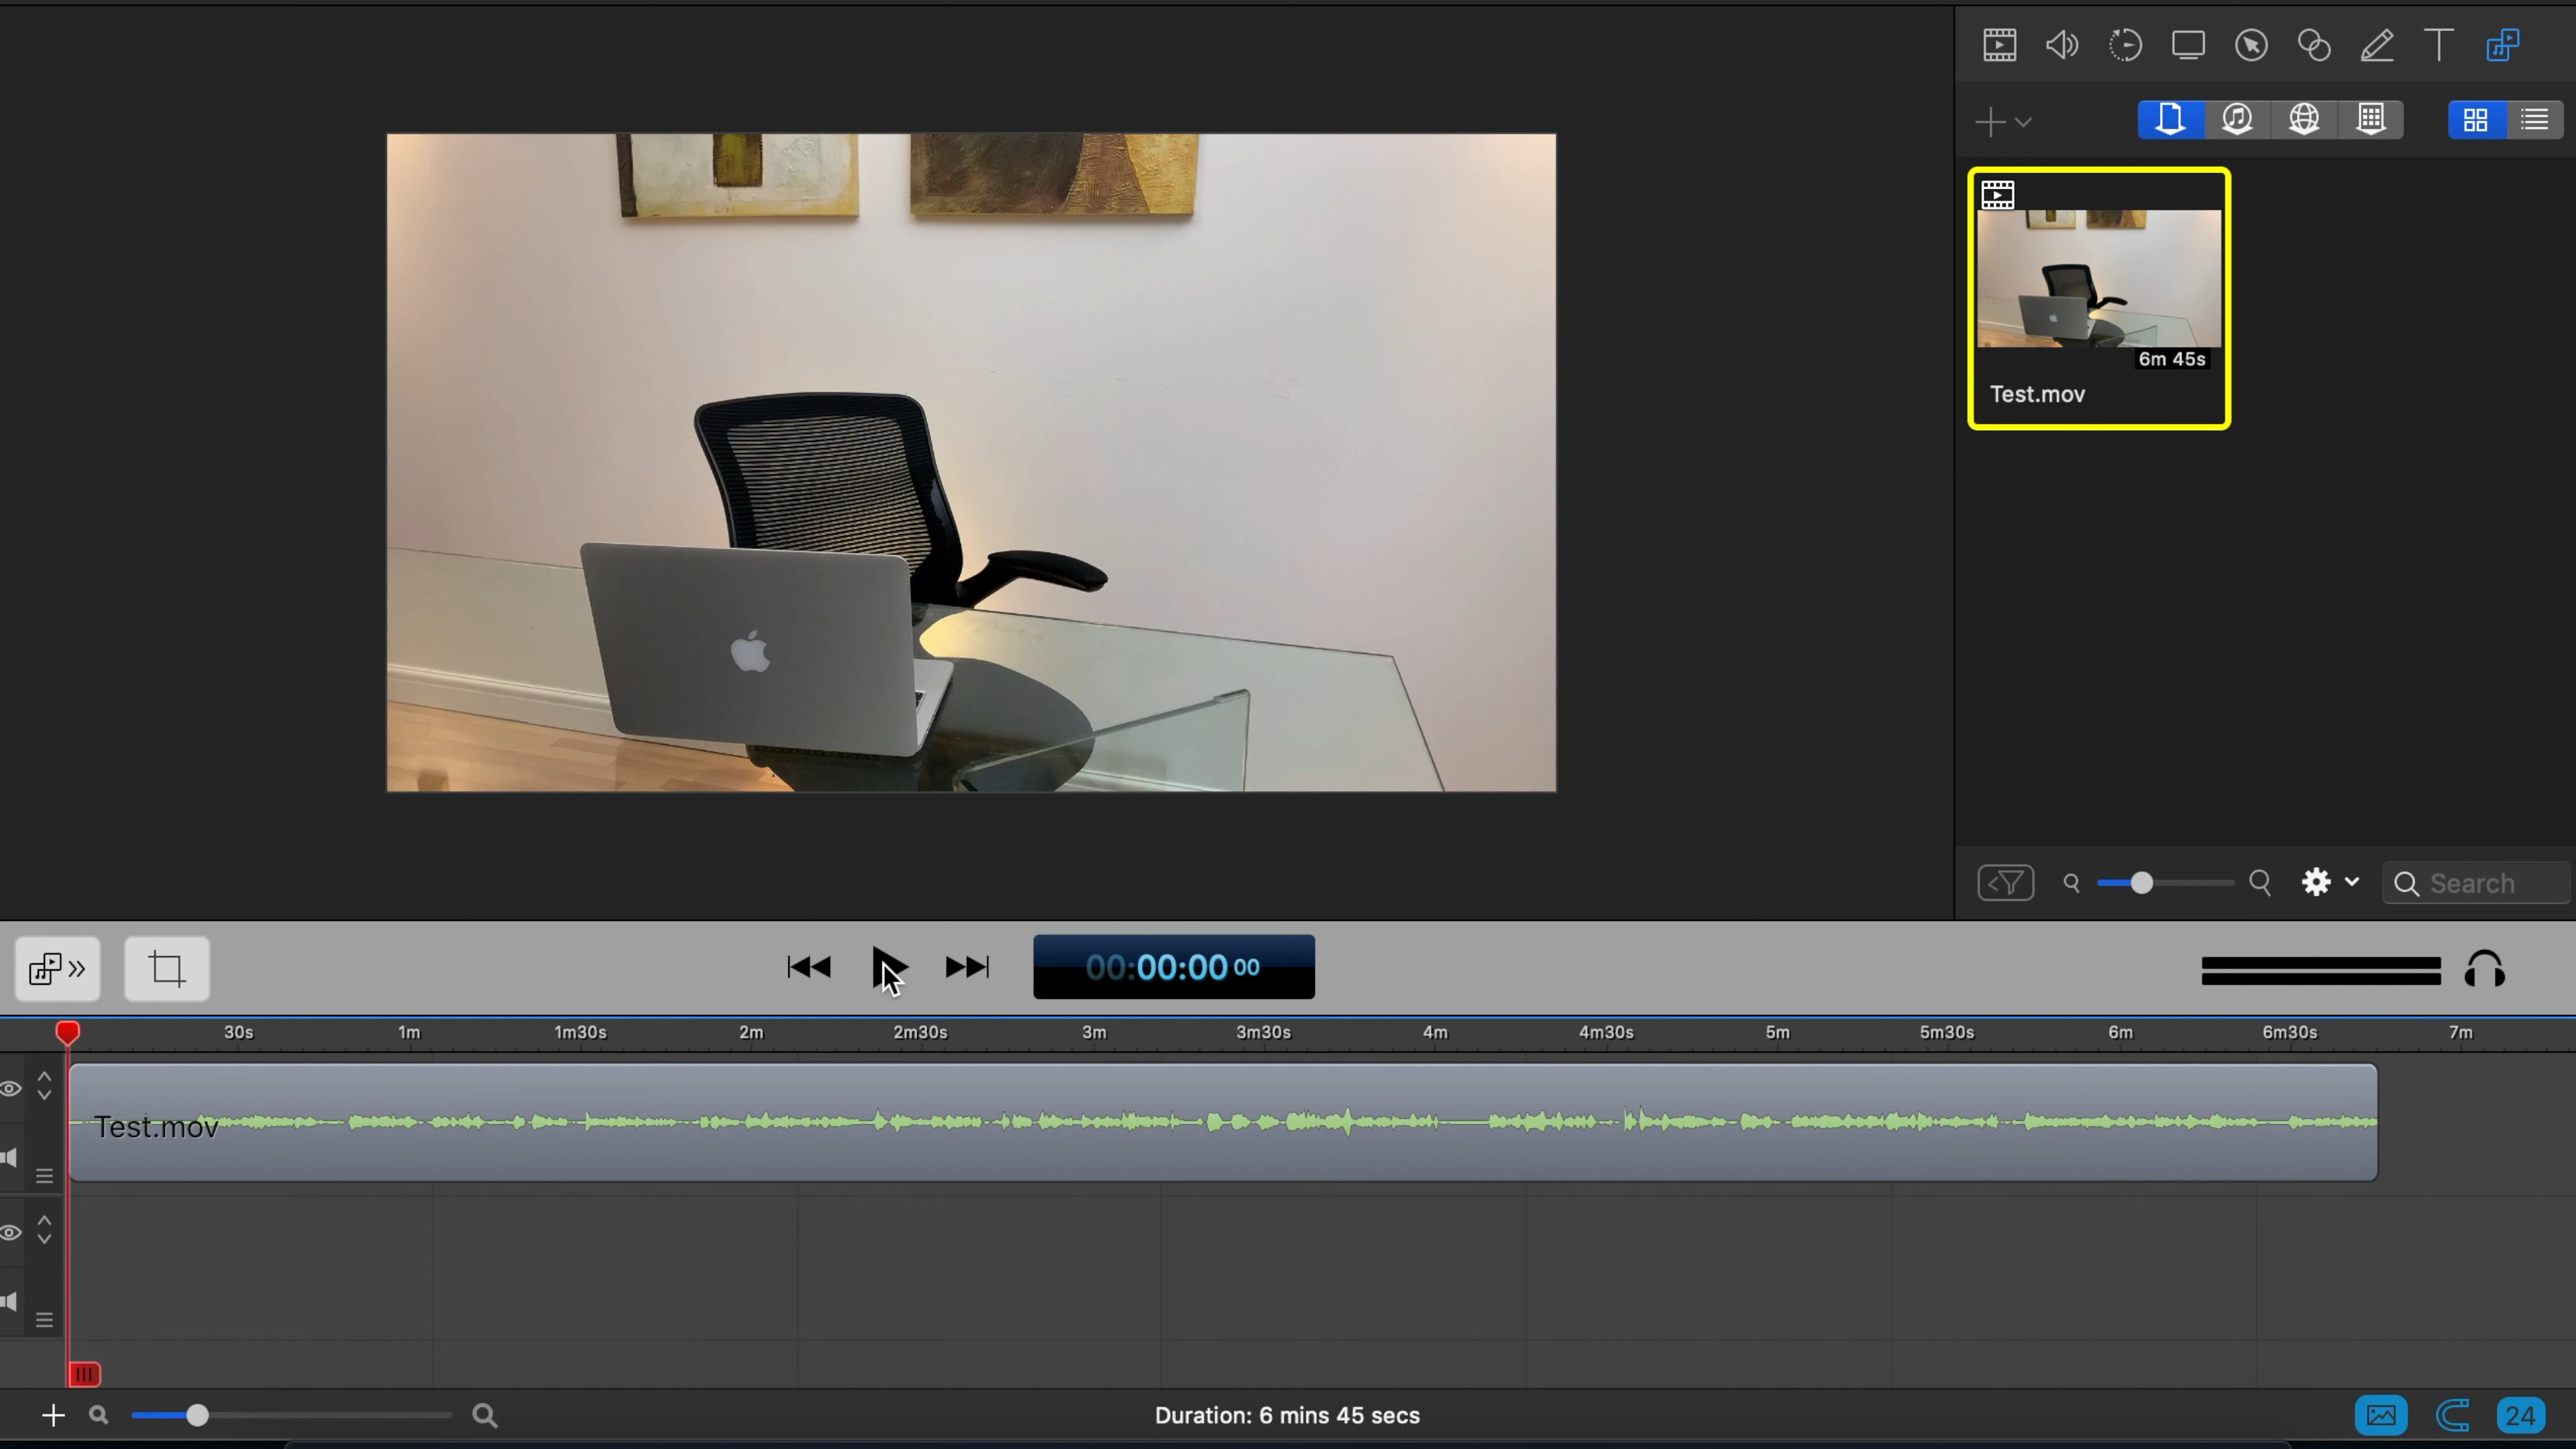 6m 45s
Test.mov
Search
00:00:00 00
30s 1m 1m30s 2m 2m30s 3m 3m30s 4m 4m30s 5m 5m30s 6m 6m30s 7m
Test.mov
Duration: 6 mins 45 secs
24